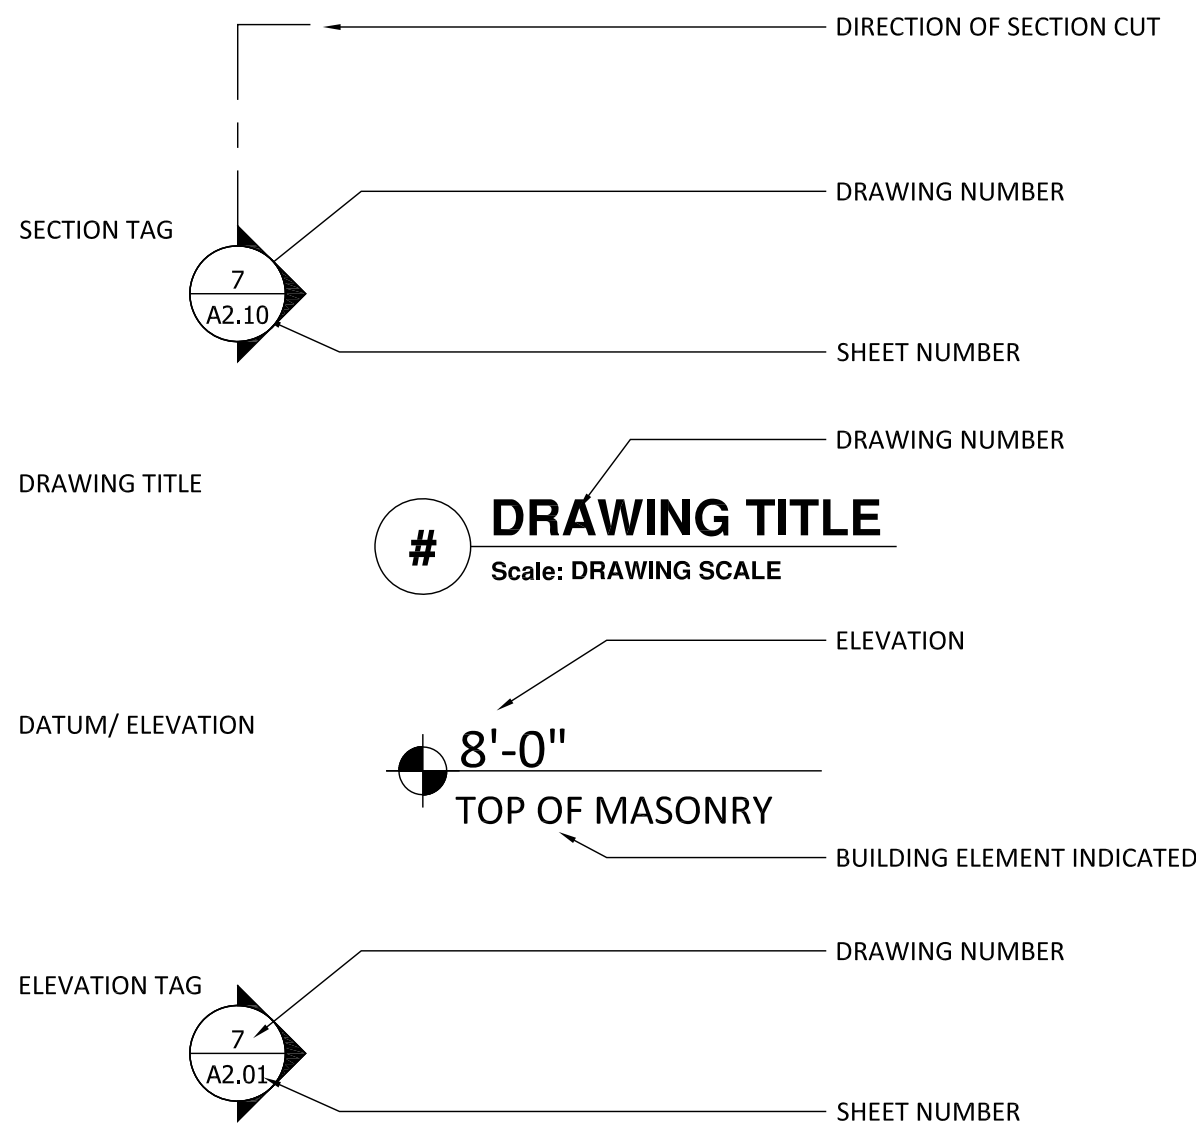 DIRECTION OF SECTION CUT
DRAWING NUMBER
SECTION TAG
7
A2.10
SHEET NUMBER
DRAWING NUMBER
DRAWING TITLE
# DRAWING TITLE
Scale: DRAWING SCALE
ELEVATION
DATUM/ ELEVATION
8'-0"
TOP OF MASONRY
BUILDING ELEMENT INDICATED
DRAWING NUMBER
ELEVATION TAG
7
A2.01
SHEET NUMBER